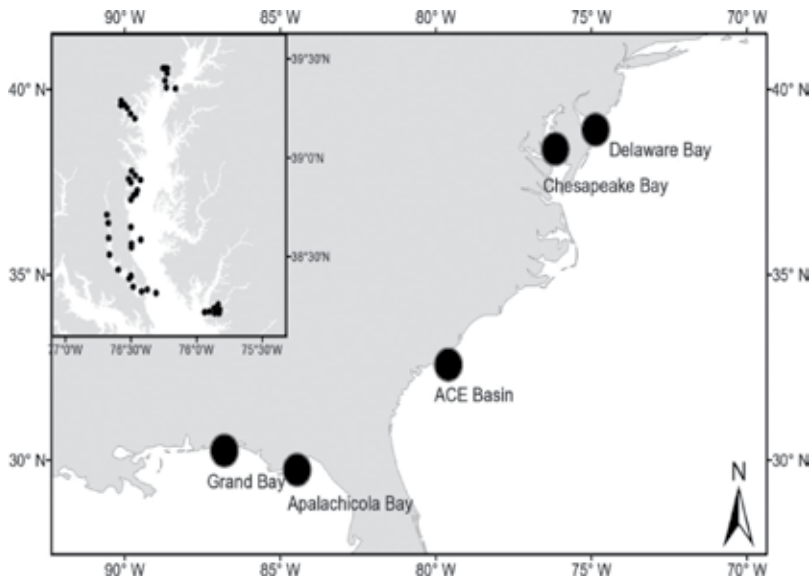 90° W 85° W 80° W 75° W 70° W
39°30'N
40° N 40° N
39°0'N
Delaware Bay
Chesapeake Bay
38°30'N
35° N 35° N
77°0'W 76°30'W 76°0'W 75°30'W
ACE Basin
30° N 30° N
Grand Bay
Apalachicola Bay
N
90° W 85° W 80° W 75° W 70° W